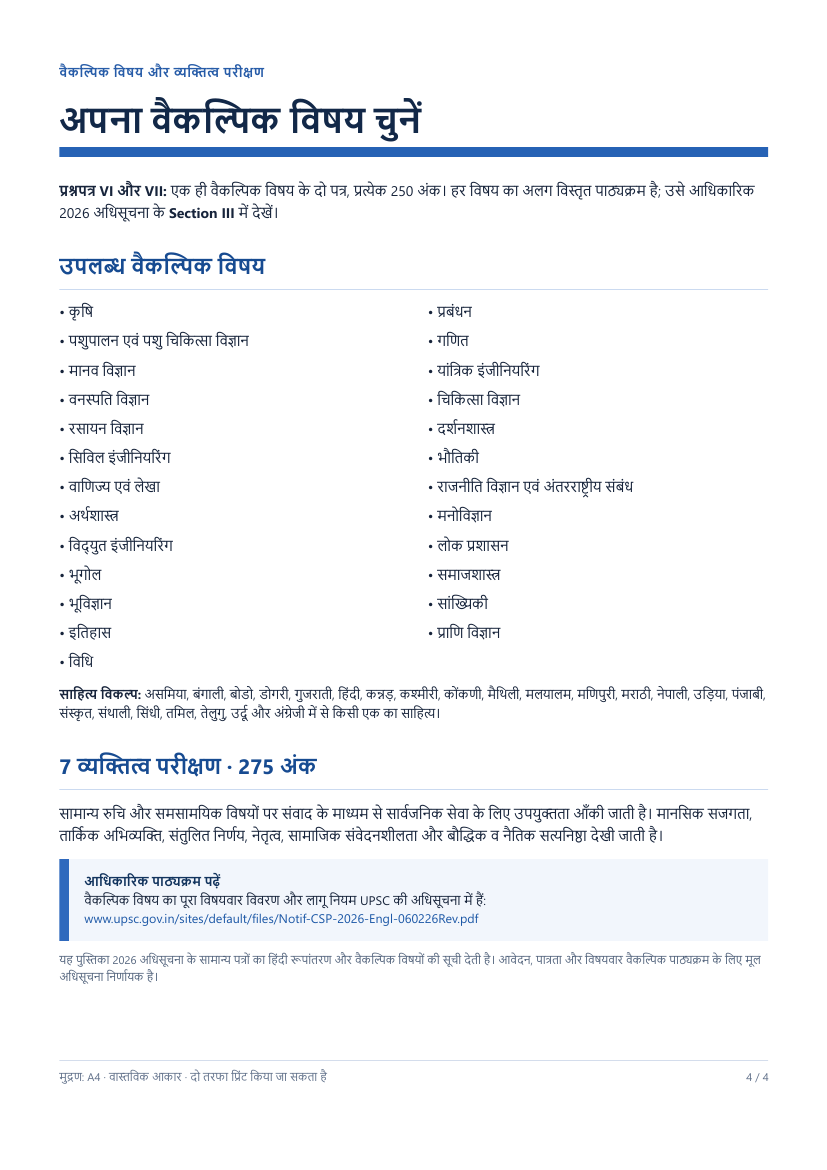 वैकल्पिक विषय और व्यक्तित्व परीक्षण
अपना वैकल्पिक विषय चुनें
प्रश्नपत्र VI और VII: एक ही वैकल्पिक विषय के दो पत्र, प्रत्येक 250 अंक। हर विषय का अलग विस्तृत पाठ्यक्रम है; उसे आधिकारिक
2026 अधिसूचना के Section III में देखें।
उपलब्ध वैकल्पिक विषय
• कृषि
• पशुपालन एवं पशु चिकित्सा विज्ञान
• मानव विज्ञान
• वनस्पति विज्ञान
• रसायन विज्ञान
• सिविल इंजीनियरिंग
• वाणिज्य एवं लेखा
• अर्थशास्त्र
• विद्युत इंजीनियरिंग
• भूगोल
• भूविज्ञान
• इतिहास
• विधि
• प्रबंधन
• गणित
• यांत्रिक इंजीनियरिंग
• चिकित्सा विज्ञान
• दर्शनशास्त्र
• भौतिकी
• राजनीति विज्ञान एवं अंतरराष्ट्रीय संबंध
• मनोविज्ञान
• लोक प्रशासन
• समाजशास्त्र
• सांख्यिकी
• प्राणि विज्ञान
साहित्य विकल्प: असमिया, बंगाली, बोडो, डोगरी, गुजराती, हिंदी, कन्नड़, कश्मीरी, कोंकणी, मैथिली, मलयालम, मणिपुरी, मराठी, नेपाली, उड़िया, पंजाबी,
संस्कृत, संथाली, सिंधी, तमिल, तेलुगु, उर्दू और अंग्रेजी में से किसी एक का साहित्य।
7 व्यक्तित्व परीक्षण · 275 अंक
सामान्य रुचि और समसामयिक विषयों पर संवाद के माध्यम से सार्वजनिक सेवा के लिए उपयुक्तता आँकी जाती है। मानसिक सजगता,
तार्किक अभिव्यक्ति, संतुलित निर्णय, नेतृत्व, सामाजिक संवेदनशीलता और बौद्धिक व नैतिक सत्यनिष्ठा देखी जाती है।
आधिकारिक पाठ्यक्रम पढ़ें
वैकल्पिक विषय का पूरा विषयवार विवरण और लागू नियम UPSC की अधिसूचना में हैं:
www.upsc.gov.in/sites/default/files/Notif-CSP-2026-Engl-060226Rev.pdf
यह पुस्तिका 2026 अधिसूचना के सामान्य पत्रों का हिंदी रूपांतरण और वैकल्पिक विषयों की सूची देती है। आवेदन, पात्रता और विषयवार वैकल्पिक पाठ्यक्रम के लिए मूल
अधिसूचना निर्णायक है।
मुद्रण: A4 · वास्तविक आकार · दो तरफा प्रिंट किया जा सकता है
4 / 4